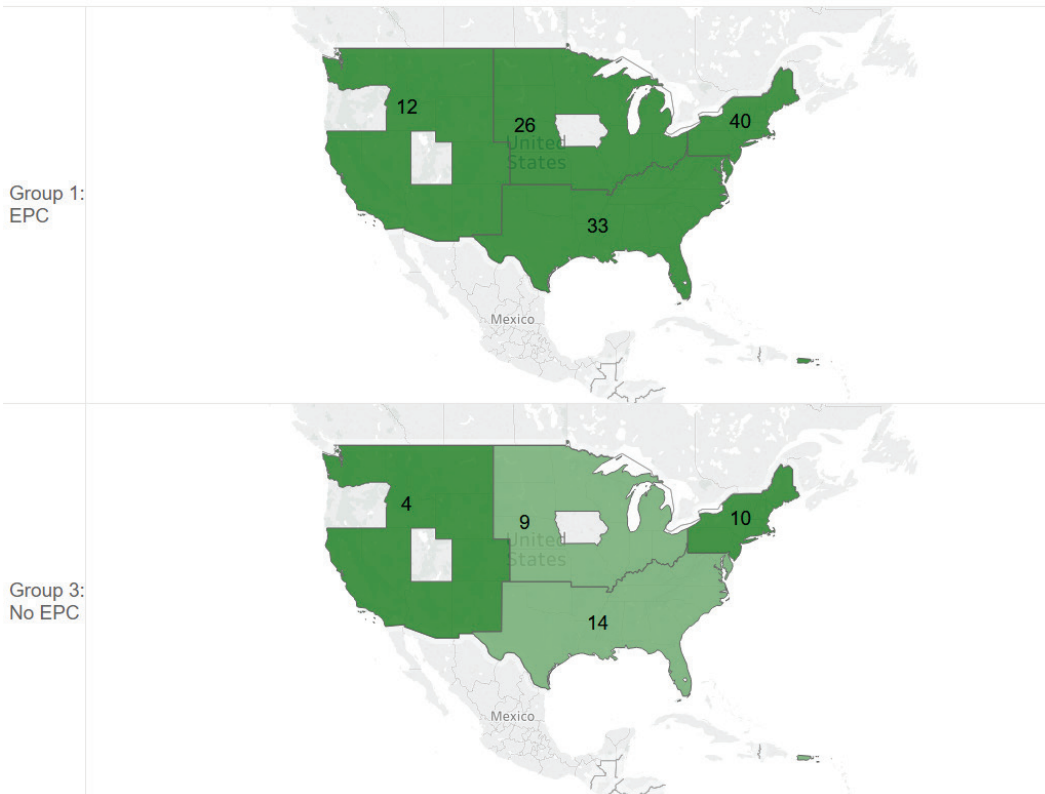 Group 1:
EPC
12
26
40
United
States
33
Mexico
Group 3:
No EPC
4
9
10
United
States
14
Mexico